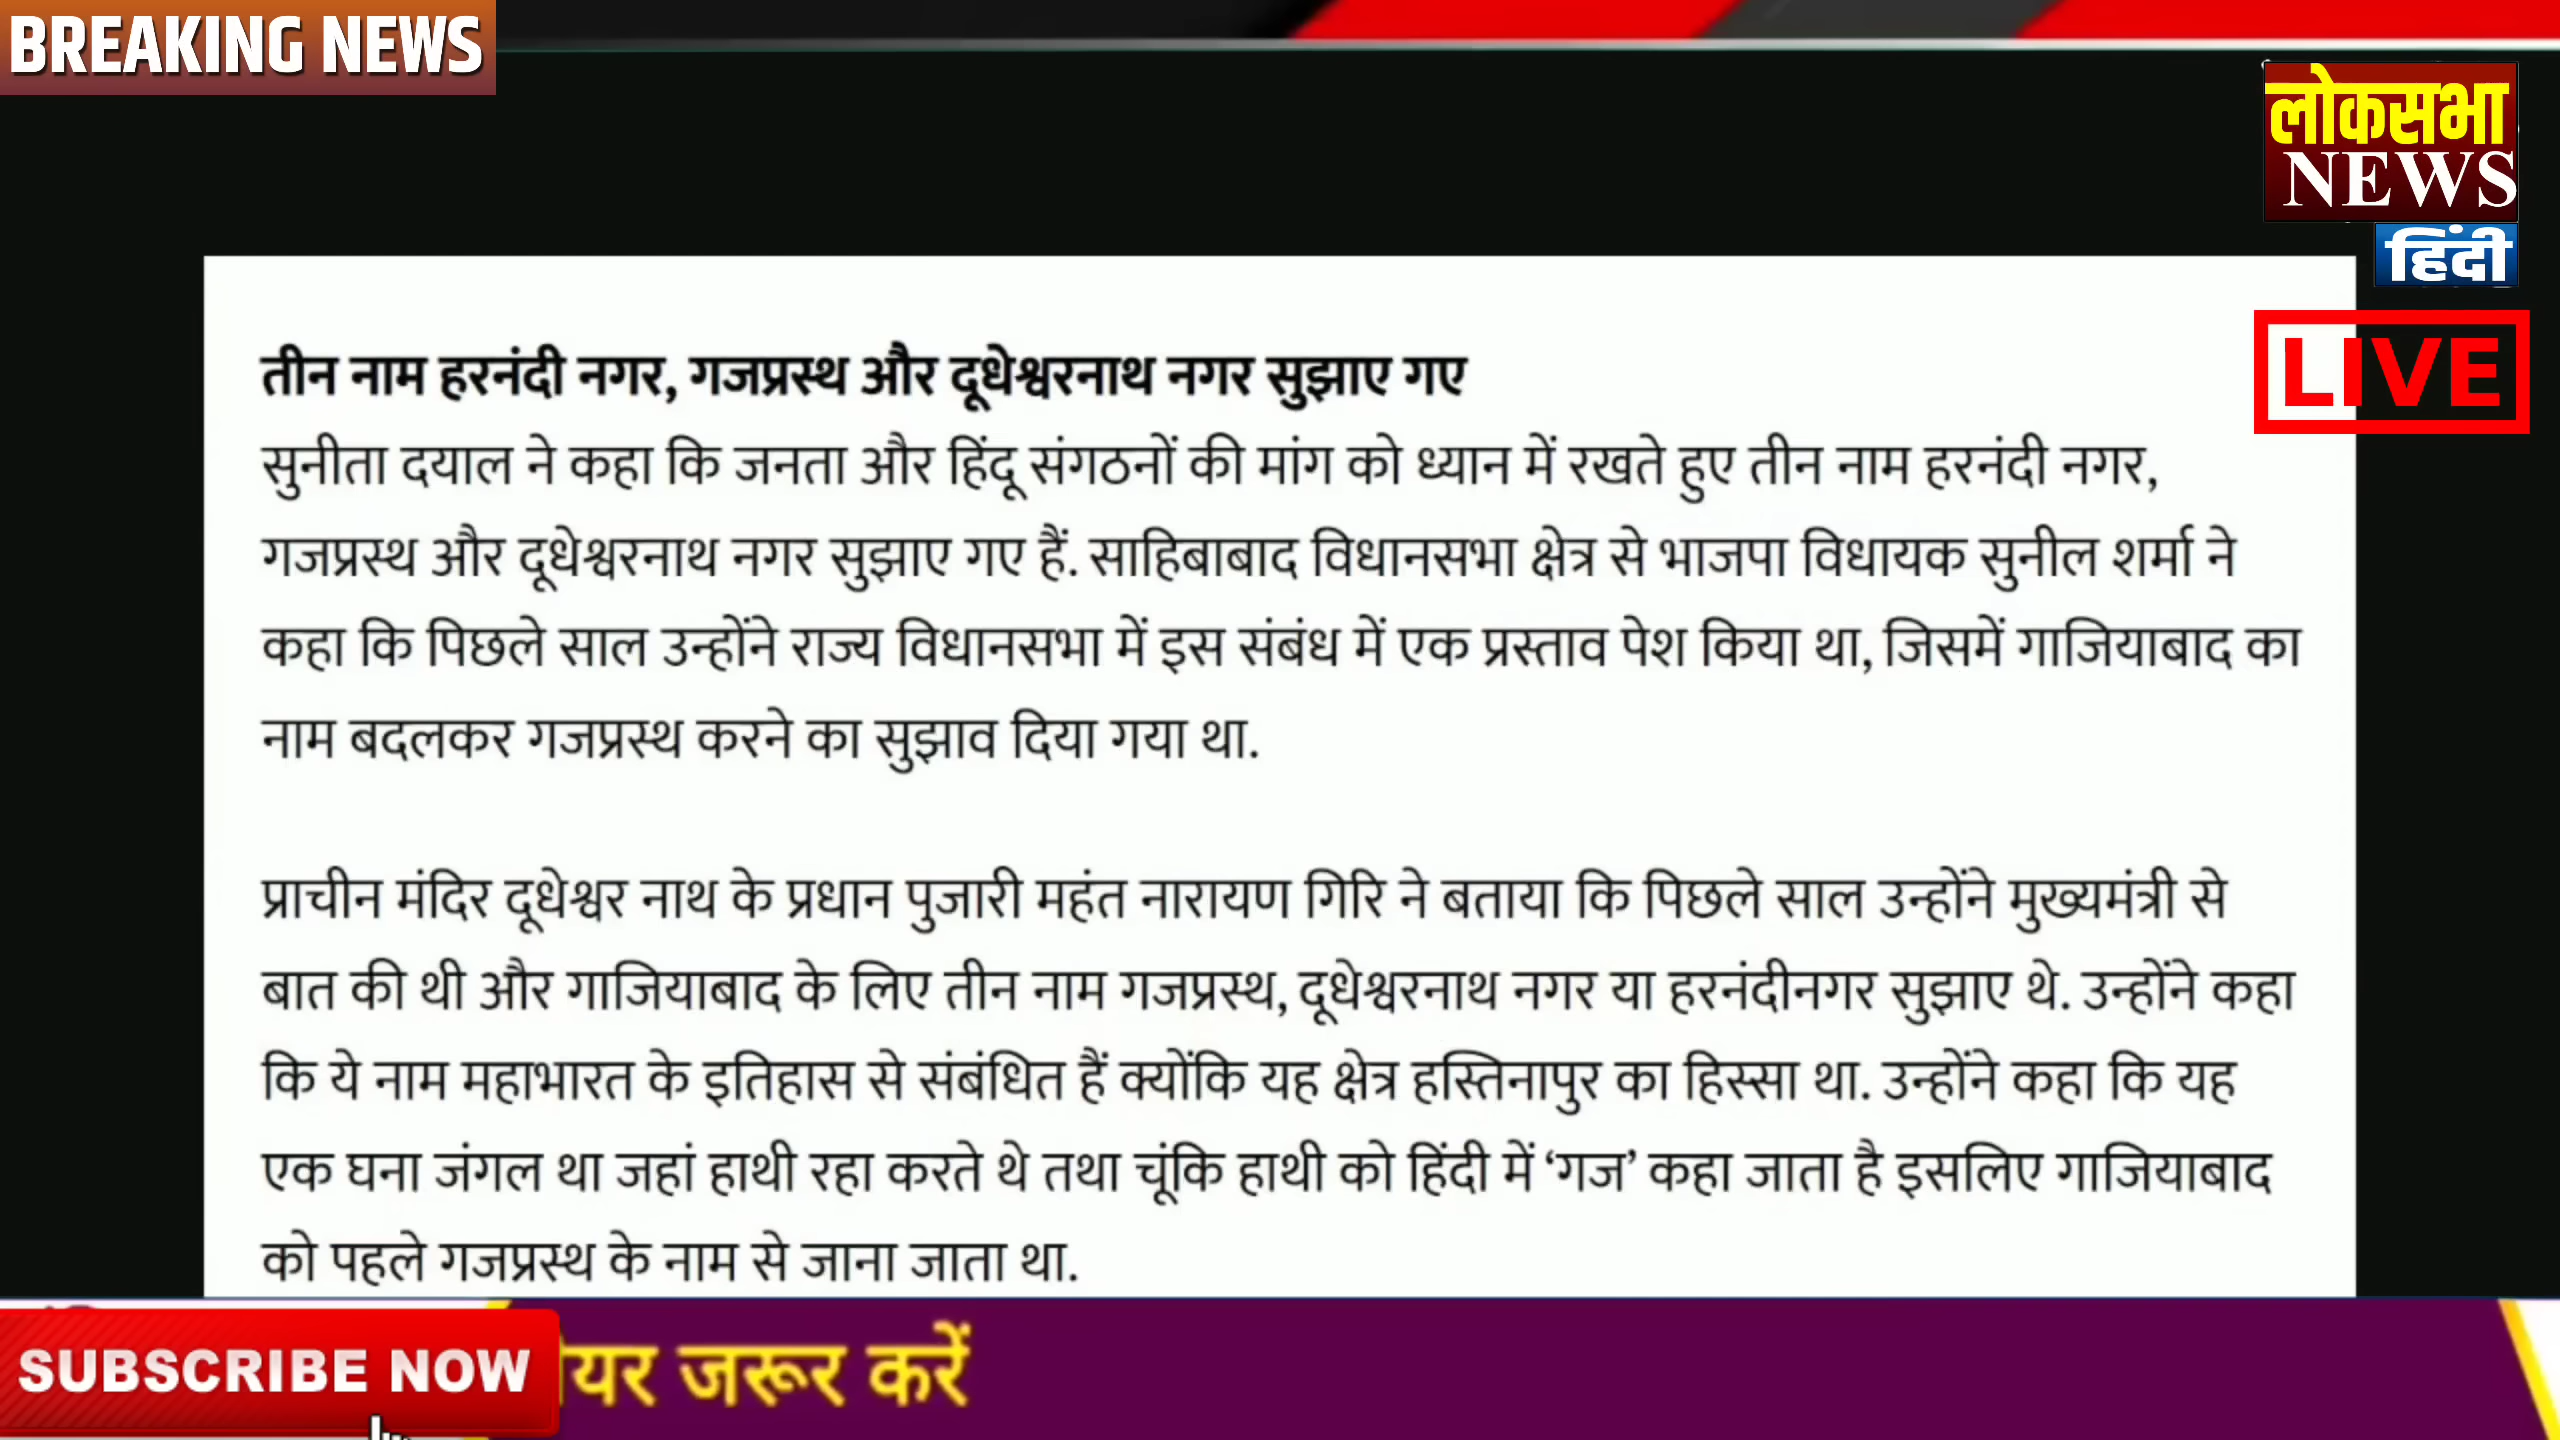 BREAKING NEWS
लोकसभा
NEWS
हिंदी
LIVE
तीन नाम हरनंदी नगर, गजप्रस्थ और दूधेश्वरनाथ नगर सुझाए गए
सुनीता दयाल ने कहा कि जनता और हिंदू संगठनों की मांग को ध्यान में रखते हुए तीन नाम हरनंदी नगर,
गजप्रस्थ और दूधेश्वरनाथ नगर सुझाए गए हैं. साहिबाबाद विधानसभा क्षेत्र से भाजपा विधायक सुनील शर्मा ने
कहा कि पिछले साल उन्होंने राज्य विधानसभा में इस संबंध में एक प्रस्ताव पेश किया था, जिसमें गाजियाबाद का
नाम बदलकर गजप्रस्थ करने का सुझाव दिया गया था.
प्राचीन मंदिर दूधेश्वर नाथ के प्रधान पुजारी महंत नारायण गिरि ने बताया कि पिछले साल उन्होंने मुख्यमंत्री से
बात की थी और गाजियाबाद के लिए तीन नाम गजप्रस्थ, दूधेश्वरनाथ नगर या हरनंदीनगर सुझाए थे. उन्होंने कहा
कि ये नाम महाभारत के इतिहास से संबंधित हैं क्योंकि यह क्षेत्र हस्तिनापुर का हिस्सा था. उन्होंने कहा कि यह
एक घना जंगल था जहां हाथी रहा करते थे तथा चूंकि हाथी को हिंदी में ‘गज’ कहा जाता है इसलिए गाजियाबाद
को पहले गजप्रस्थ के नाम से जाना जाता था.
SUBSCRIBE NOW
जरूर करें